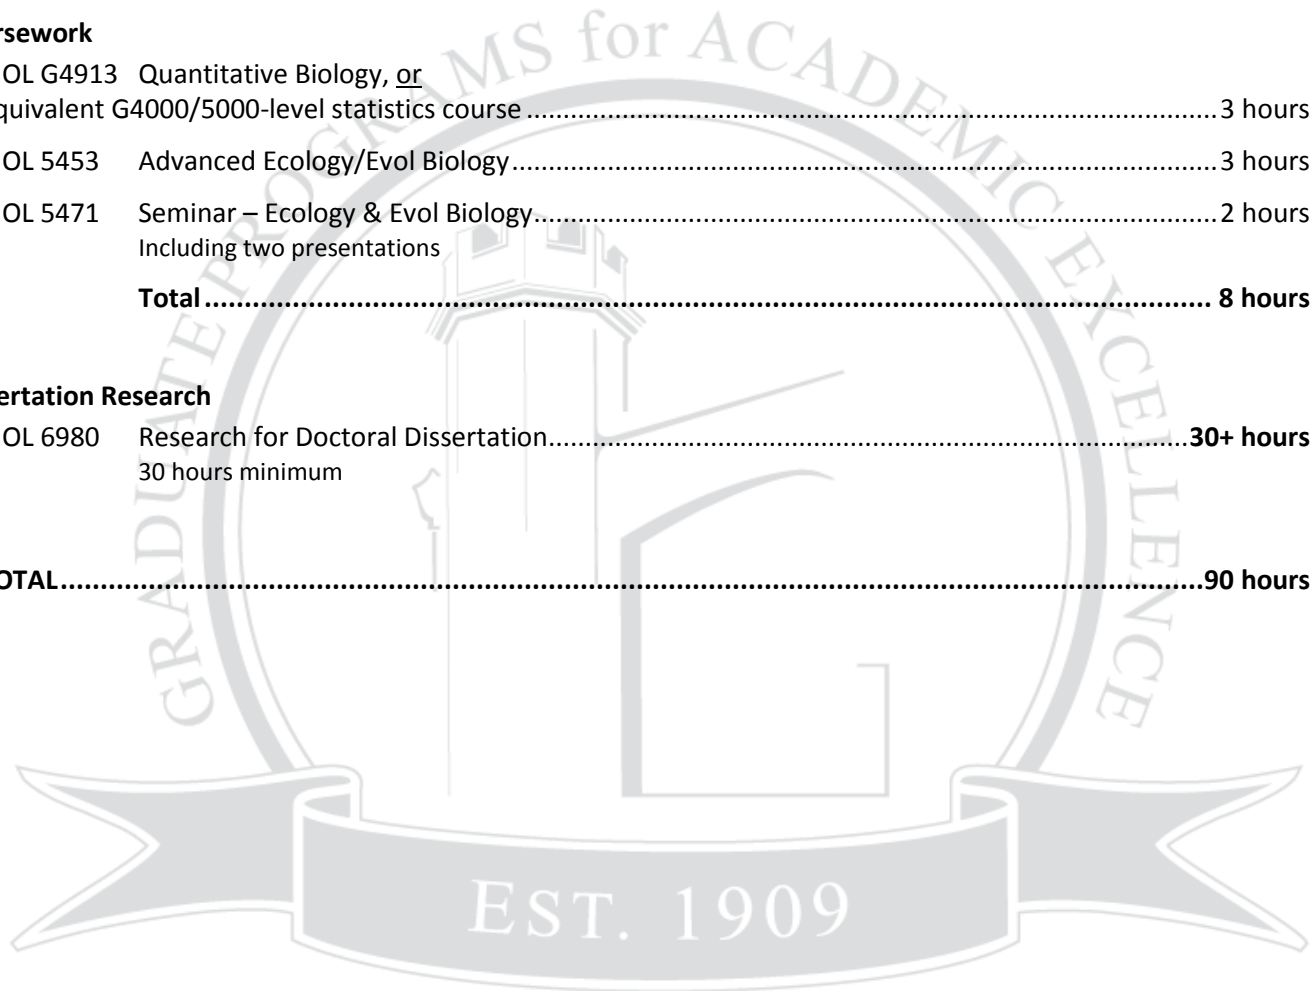 rsework
OL G4913 Quantitative Biology, or
quivalent G4000/5000-level statistics course ........ 3 hours
OL 5453 Advanced Ecology/Evol Biology ........ 3 hours
OL 5471 Seminar – Ecology & Evol Biology ........ 2 hours
Including two presentations
Total ........ 8 hours
ertation Research
OL 6980 Research for Doctoral Dissertation ........ 30+ hours
30 hours minimum
OTAL ........ 90 hours
GRADUATE PROGRAMS for ACADEMIC EXCELLENCE
EST. 1909